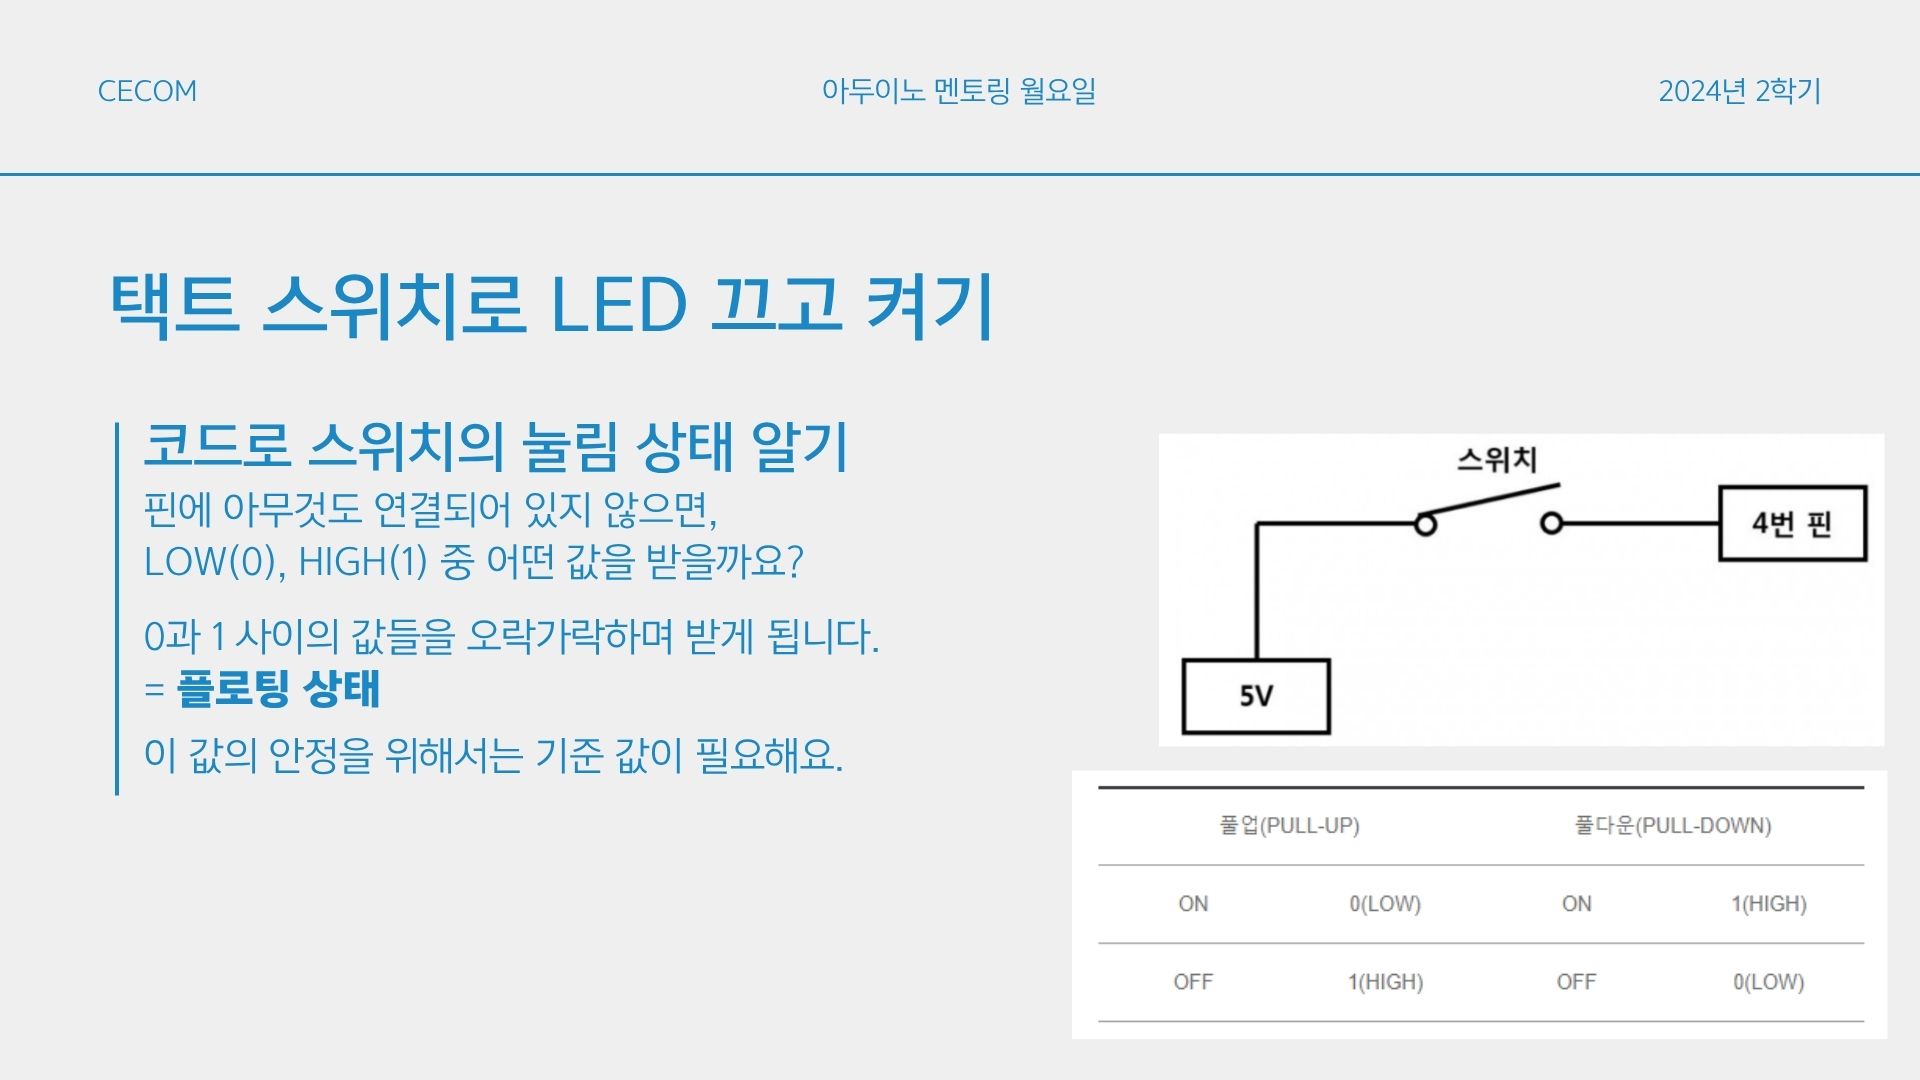 CECOM
아두이노 멘토링 월요일
2024년 2학기
택트 스위치로 LED 끄고 켜기
코드로 스위치의 눌림 상태 알기
핀에 아무것도 연결되어 있지 않으면,
LOW(0), HIGH(1) 중 어떤 값을 받을까요?
0과 1 사이의 값들을 오락가락하며 받게 됩니다.
= 플로팅 상태
이 값의 안정을 위해서는 기준 값이 필요해요.
스위치
4번 핀
5V
풀업(PULL-UP) 풀다운(PULL-DOWN)
ON 0(LOW) ON 1(HIGH)
OFF 1(HIGH) OFF 0(LOW)